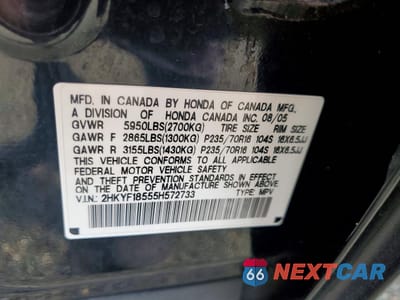 MADE IN CANADA BY HONDA OF CANADA MFG.
A DIVISION OF HONDA CANADA INC. 08/05
GVWR 5950LBS(2700KG) TIRE SIZE RIM SIZE
GAWR F 2865LBS(1300KG) P235/70R16 104S 16X6.5JJ
GAWR R 3155LBS(1430KG) P235/70R16 104S 16X6.5JJ
THIS VEHICLE CONFORMS TO ALL APPLICABLE
FEDERAL MOTOR VEHICLE SAFETY AND
THEFT PREVENTION STANDARDS IN EFFECT ON THE
DATE OF MANUFACTURE SHOWN ABOVE.
V.I.N.: 2HKYF18555H572733 TYPE: MPV
66 NEXTCAR